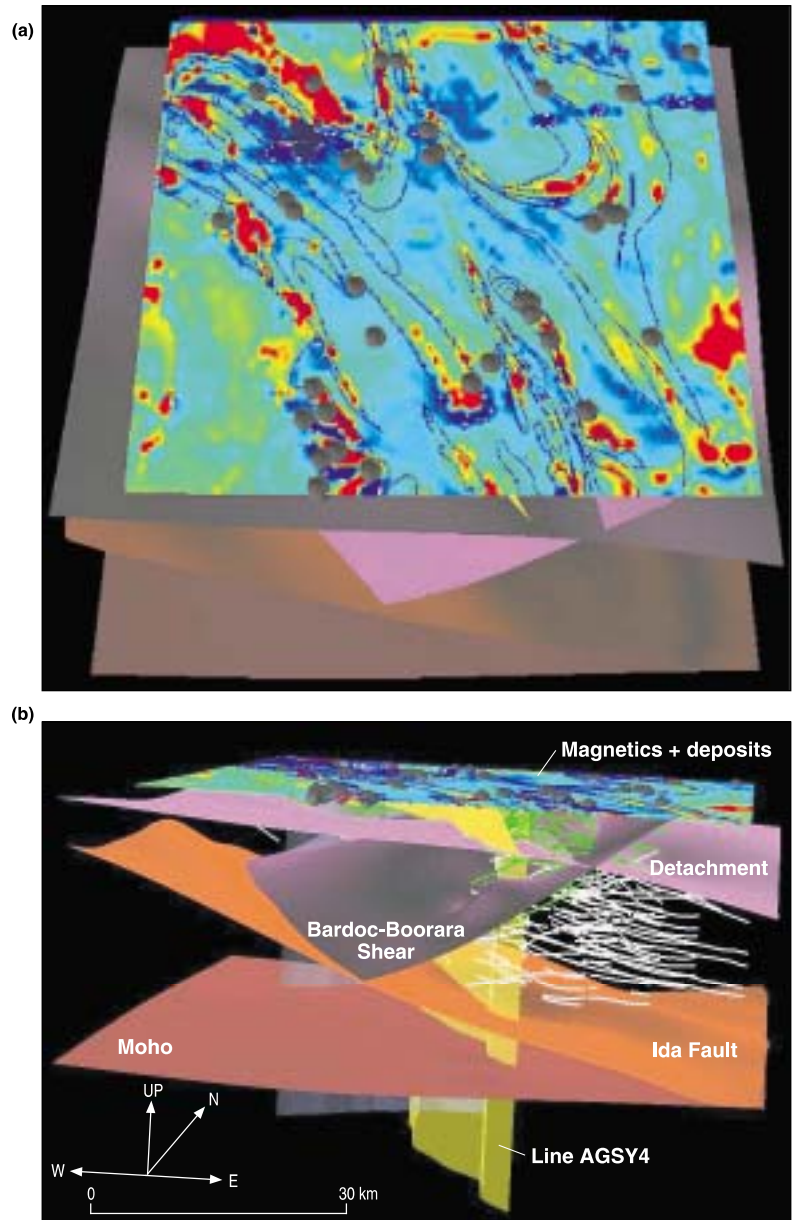 (a)
(b)
Magnetics + deposits
Detachment
Bardoc-Boorara
Shear
Moho
Ida Fault
UP
N
W
E
Line AGSY4
0
30 km